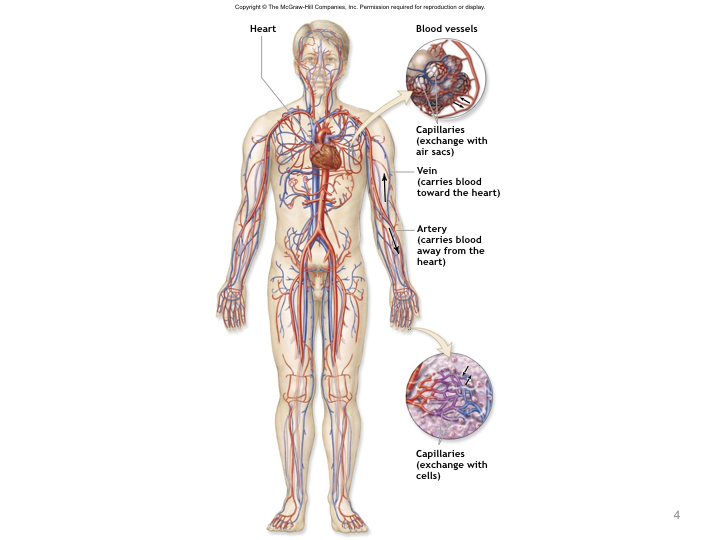 Copyright © The McGraw-Hill Companies, Inc. Permission required for reproduction or display.
Heart
Blood vessels
Capillaries
(exchange with
air sacs)
Vein
(carries blood
toward the heart)
Artery
(carries blood
away from the
heart)
Capillaries
(exchange with
cells)
4